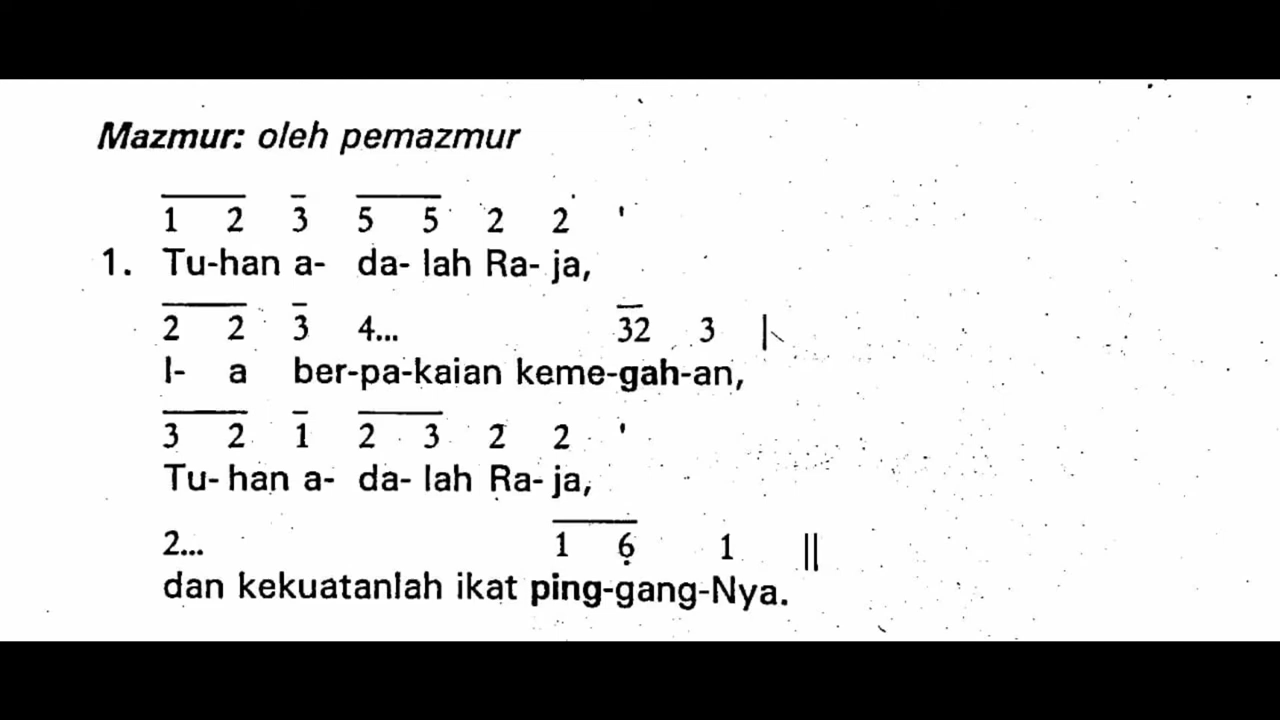 Mazmur: oleh pemazmur
1 2 3 5 5 2 2 '
1. Tu-han a- da- lah Ra- ja,
2 2 3 4... 32 3 |
I- a ber-pa-kaian keme-gah-an,
3 2 1 2 3 2 2 '
Tu- han a- da- lah Ra- ja,
2... 1 6̣ 1 ||
dan kekuatanlah ikat ping-gang-Nya.